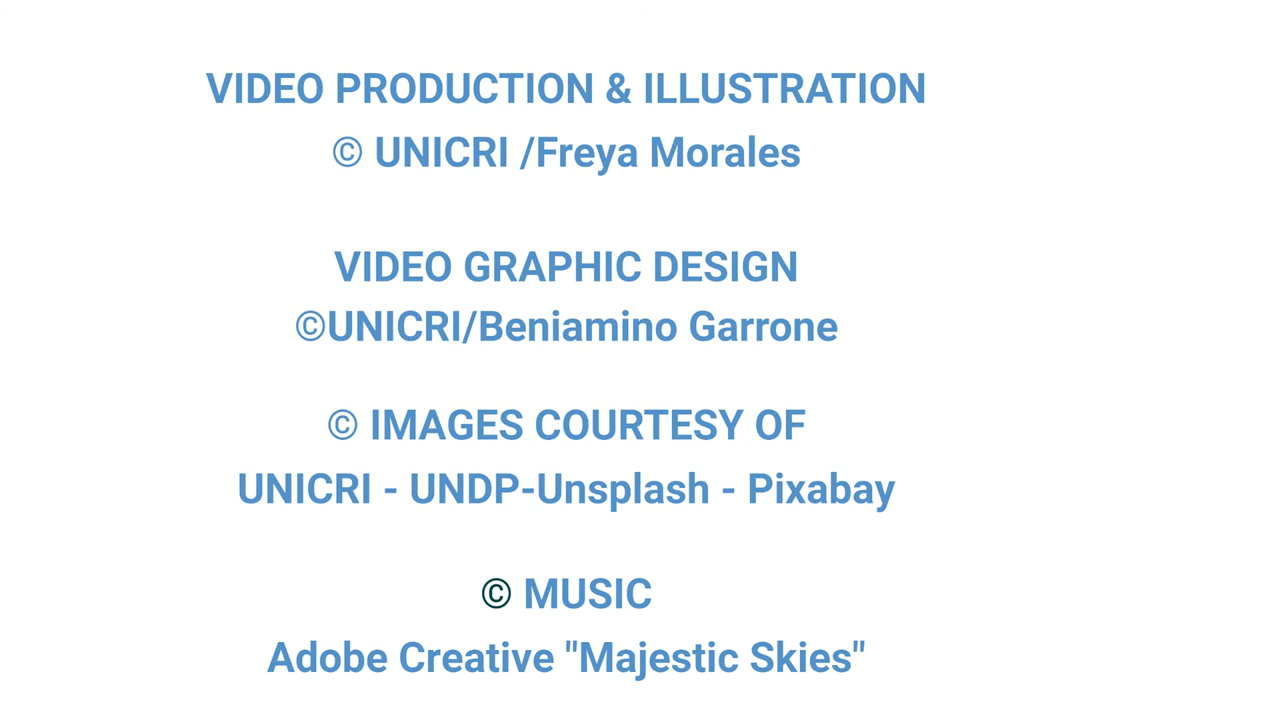 VIDEO PRODUCTION & ILLUSTRATION
© UNICRI /Freya Morales
VIDEO GRAPHIC DESIGN
©UNICRI/Beniamino Garrone
© IMAGES COURTESY OF
UNICRI - UNDP-Unsplash - Pixabay
© MUSIC
Adobe Creative "Majestic Skies"